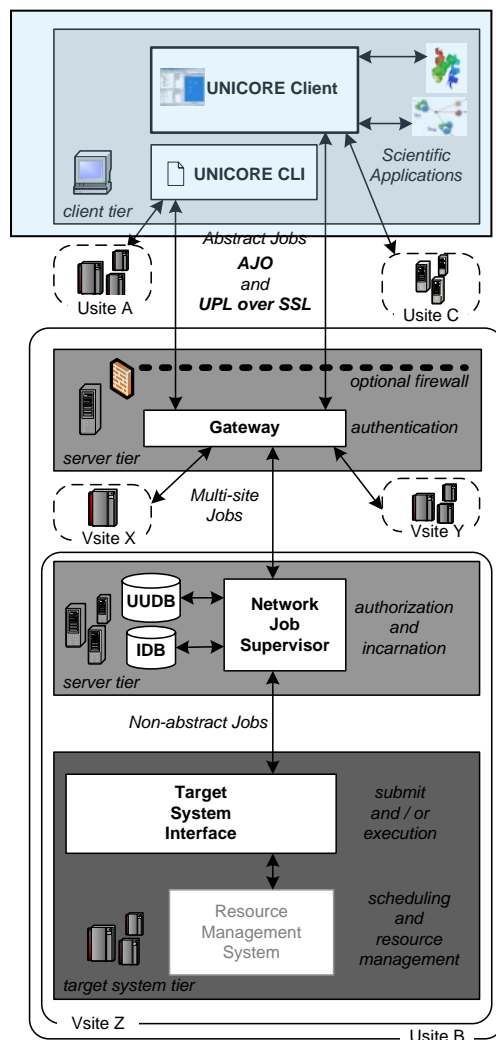 UNICORE Client
UNICORE CLI
Scientific
Applications
client tier
Abstract Jobs
AJO
and
UPL over SSL
Usite A
Usite C
optional firewall
Gateway
authentication
server tier
Vsite X
Multi-site
Jobs
Vsite Y
UUDB
IDB
Network
Job
Supervisor
authorization
and
incarnation
server tier
Non-abstract Jobs
Target
System
Interface
submit
and / or
execution
Resource
Management
System
scheduling
and
resource
management
target system tier
Vsite Z
Usite B